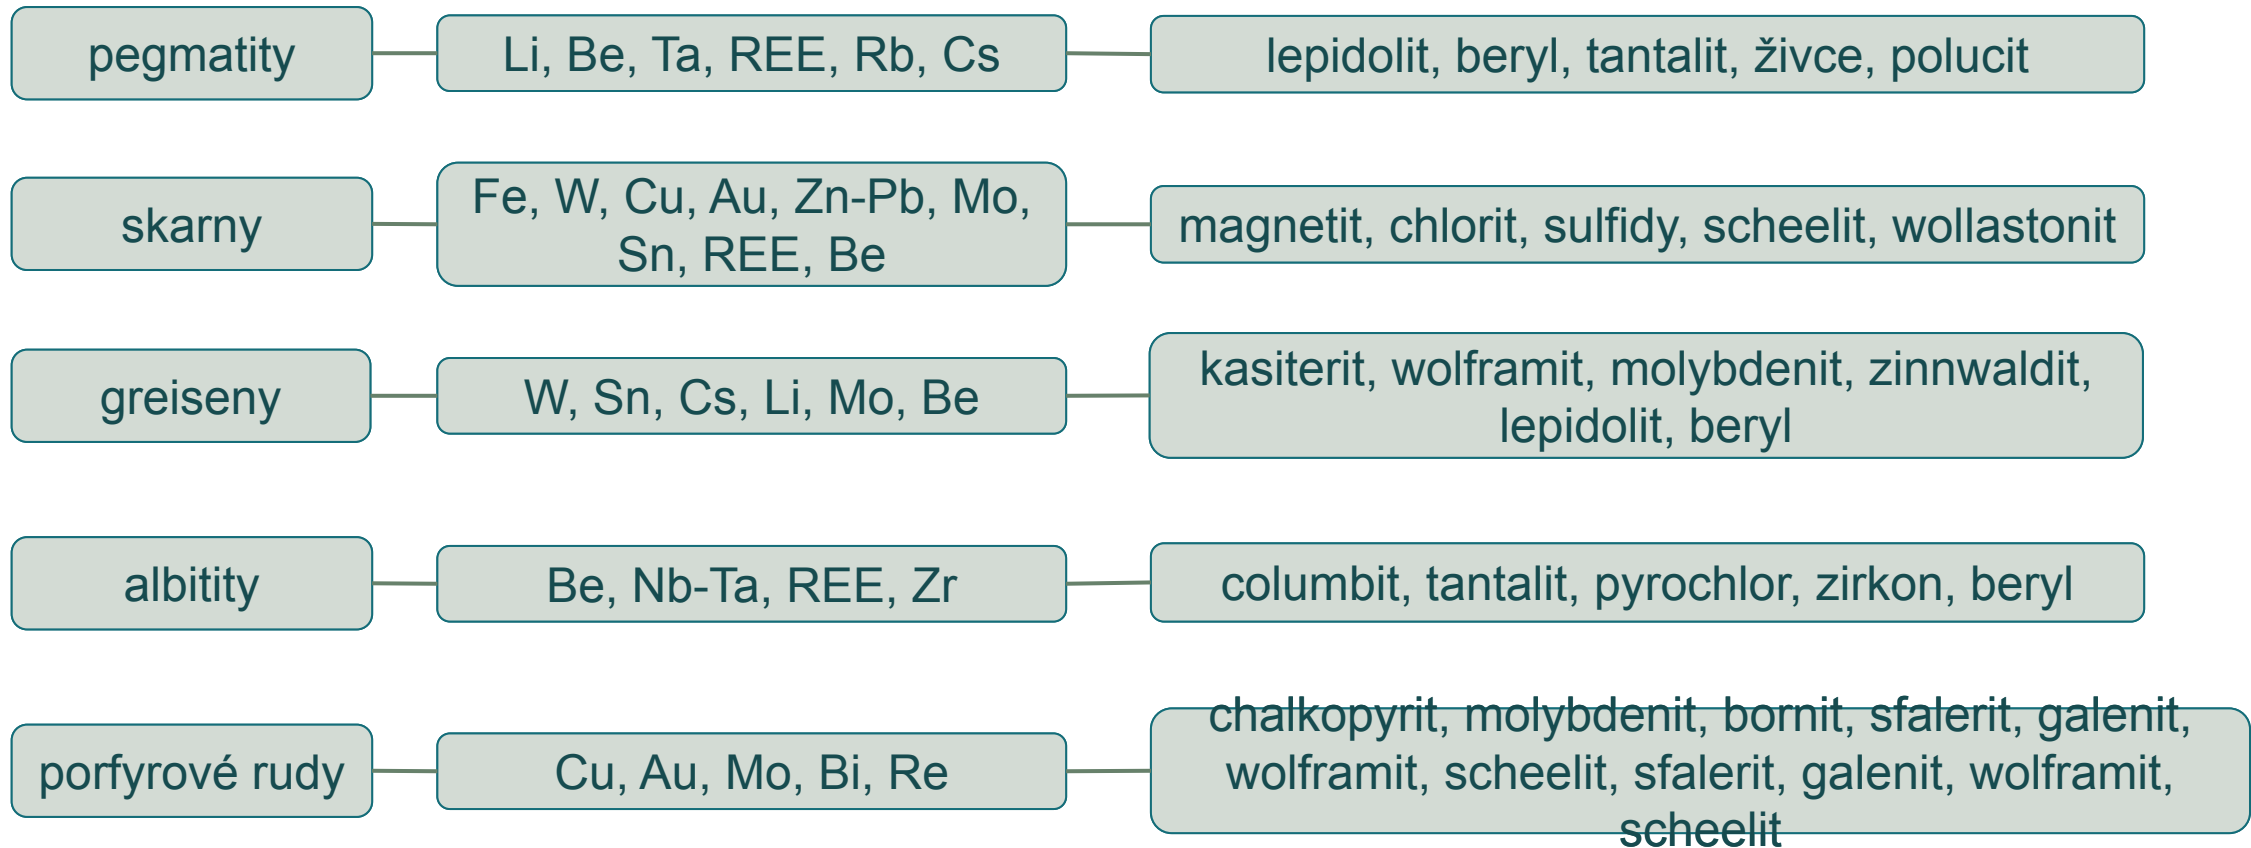 pegmatity
Li, Be, Ta, REE, Rb, Cs
lepidolit, beryl, tantalit, živce, polucit
skarny
Fe, W, Cu, Au, Zn-Pb, Mo,
Sn, REE, Be
magnetit, chlorit, sulfidy, scheelit, wollastonit
greiseny
W, Sn, Cs, Li, Mo, Be
kasiterit, wolframit, molybdenit, zinnwaldit,
lepidolit, beryl
albitity
Be, Nb-Ta, REE, Zr
columbit, tantalit, pyrochlor, zirkon, beryl
porfyrové rudy
Cu, Au, Mo, Bi, Re
chalkopyrit, molybdenit, bornit, sfalerit, galenit,
wolframit, scheelit, sfalerit, galenit, wolframit,
scheelit